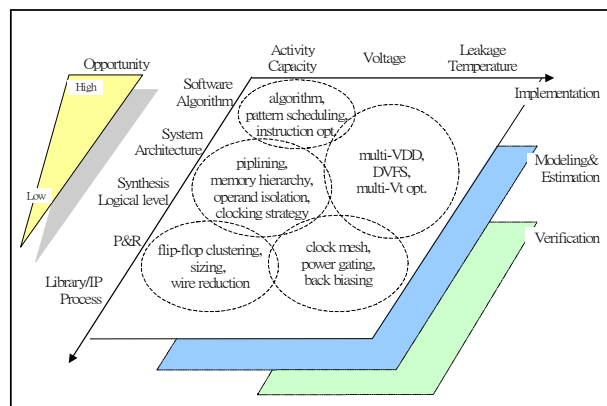 Opportunity
High
Low
Activity
Capacity
Voltage
Leakage
Temperature
Software
Algorithm
System
Architecture
Synthesis
Logical level
P&R
Library/IP
Process
Implementation
Modeling&
Estimation
Verification
algorithm,
pattern scheduling,
instruction opt.
piplining,
memory hierarchy,
operand isolation,
clocking strategy
multi-VDD,
DVFS,
multi-Vt opt.
flip-flop clustering,
sizing,
wire reduction
clock mesh,
power gating,
back biasing